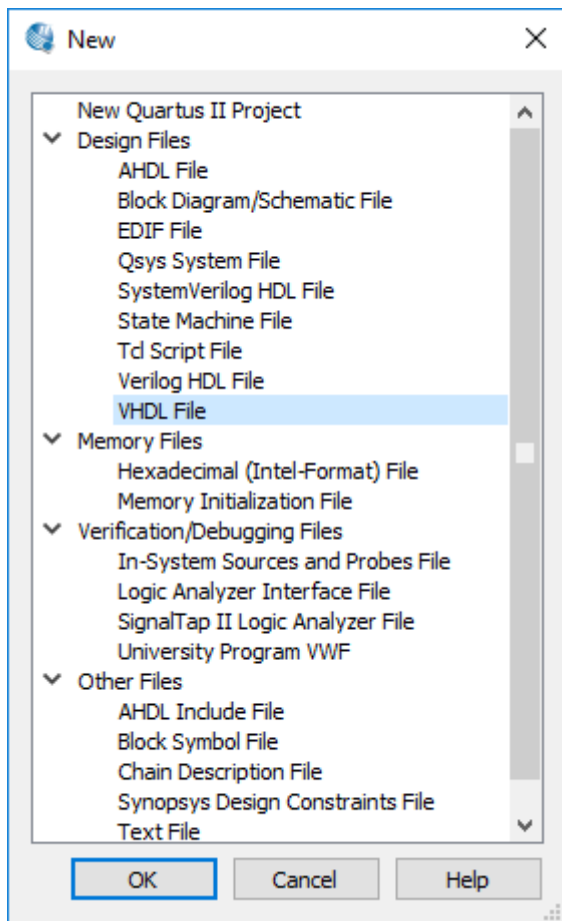 New
New Quartus II Project
Design Files
AHDL File
Block Diagram/Schematic File
EDIF File
Qsys System File
SystemVerilog HDL File
State Machine File
Tcl Script File
Verilog HDL File
VHDL File
Memory Files
Hexadecimal (Intel-Format) File
Memory Initialization File
Verification/Debugging Files
In-System Sources and Probes File
Logic Analyzer Interface File
SignalTap II Logic Analyzer File
University Program VWF
Other Files
AHDL Include File
Block Symbol File
Chain Description File
Synopsys Design Constraints File
Text File
OK Cancel Help